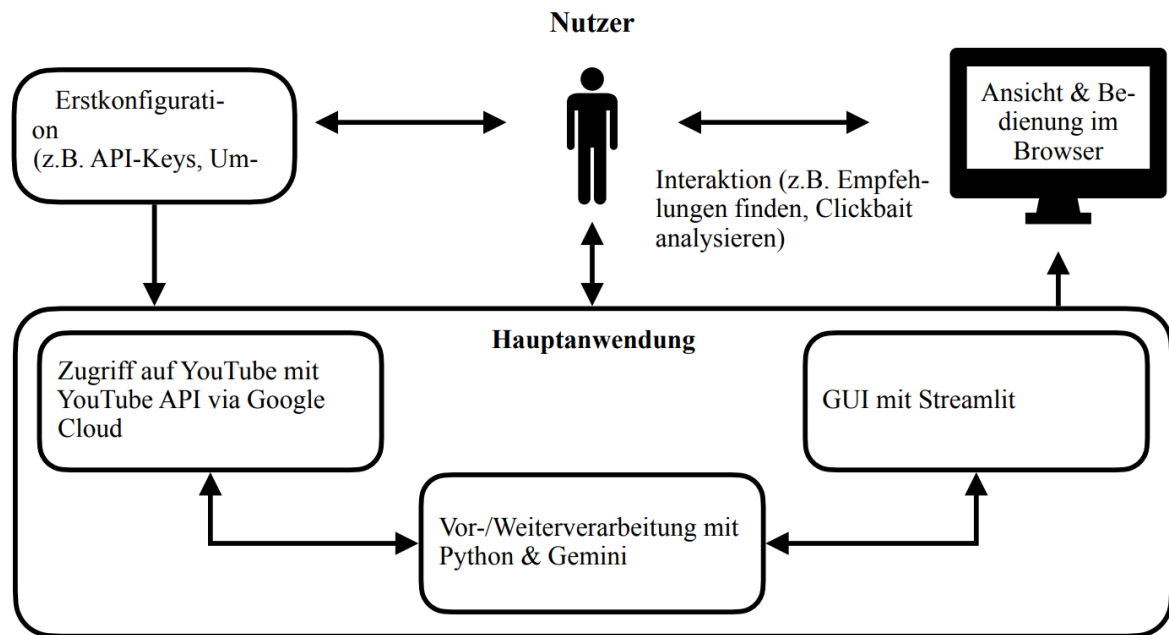 Nutzer
Erstkonfigurati-
on
(z.B. API-Keys, Um-
Ansicht & Be-
dienung im
Browser
Interaktion (z.B. Empfeh-
lungen finden, Clickbait
analysieren)
Hauptanwendung
Zugriff auf YouTube mit
YouTube API via Google
Cloud
GUI mit Streamlit
Vor-/Weiterverarbeitung mit
Python & Gemini